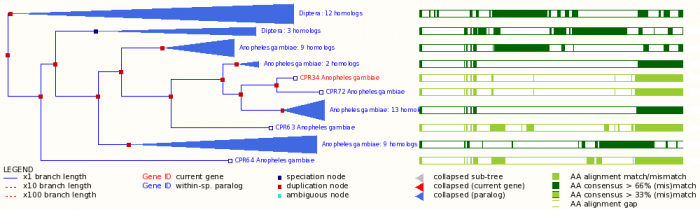 Diptera: 12 homologs
Diptera: 3 homologs
Anopheles gambiae: 9 homologs
Anopheles gambiae: 2 homologs
CPR34 Anopheles gambiae
CPR72 Anopheles gambiae
Anopheles gambiae: 13 homol
CPR63 Anopheles gambiae
Anopheles gambiae: 9 homologs
CPR64 Anopheles gambiae
LEGEND
x1 branch length
x10 branch length
x100 branch length
Gene ID current gene
Gene ID within-sp. paralog
speciation node
duplication node
ambiguous node
collapsed sub-tree
collapsed (current gene)
collapsed (paralog)
AA alignment match/mismatch
AA consensus > 66% (mis)match
AA consensus > 33% (mis)match
AA alignment gap